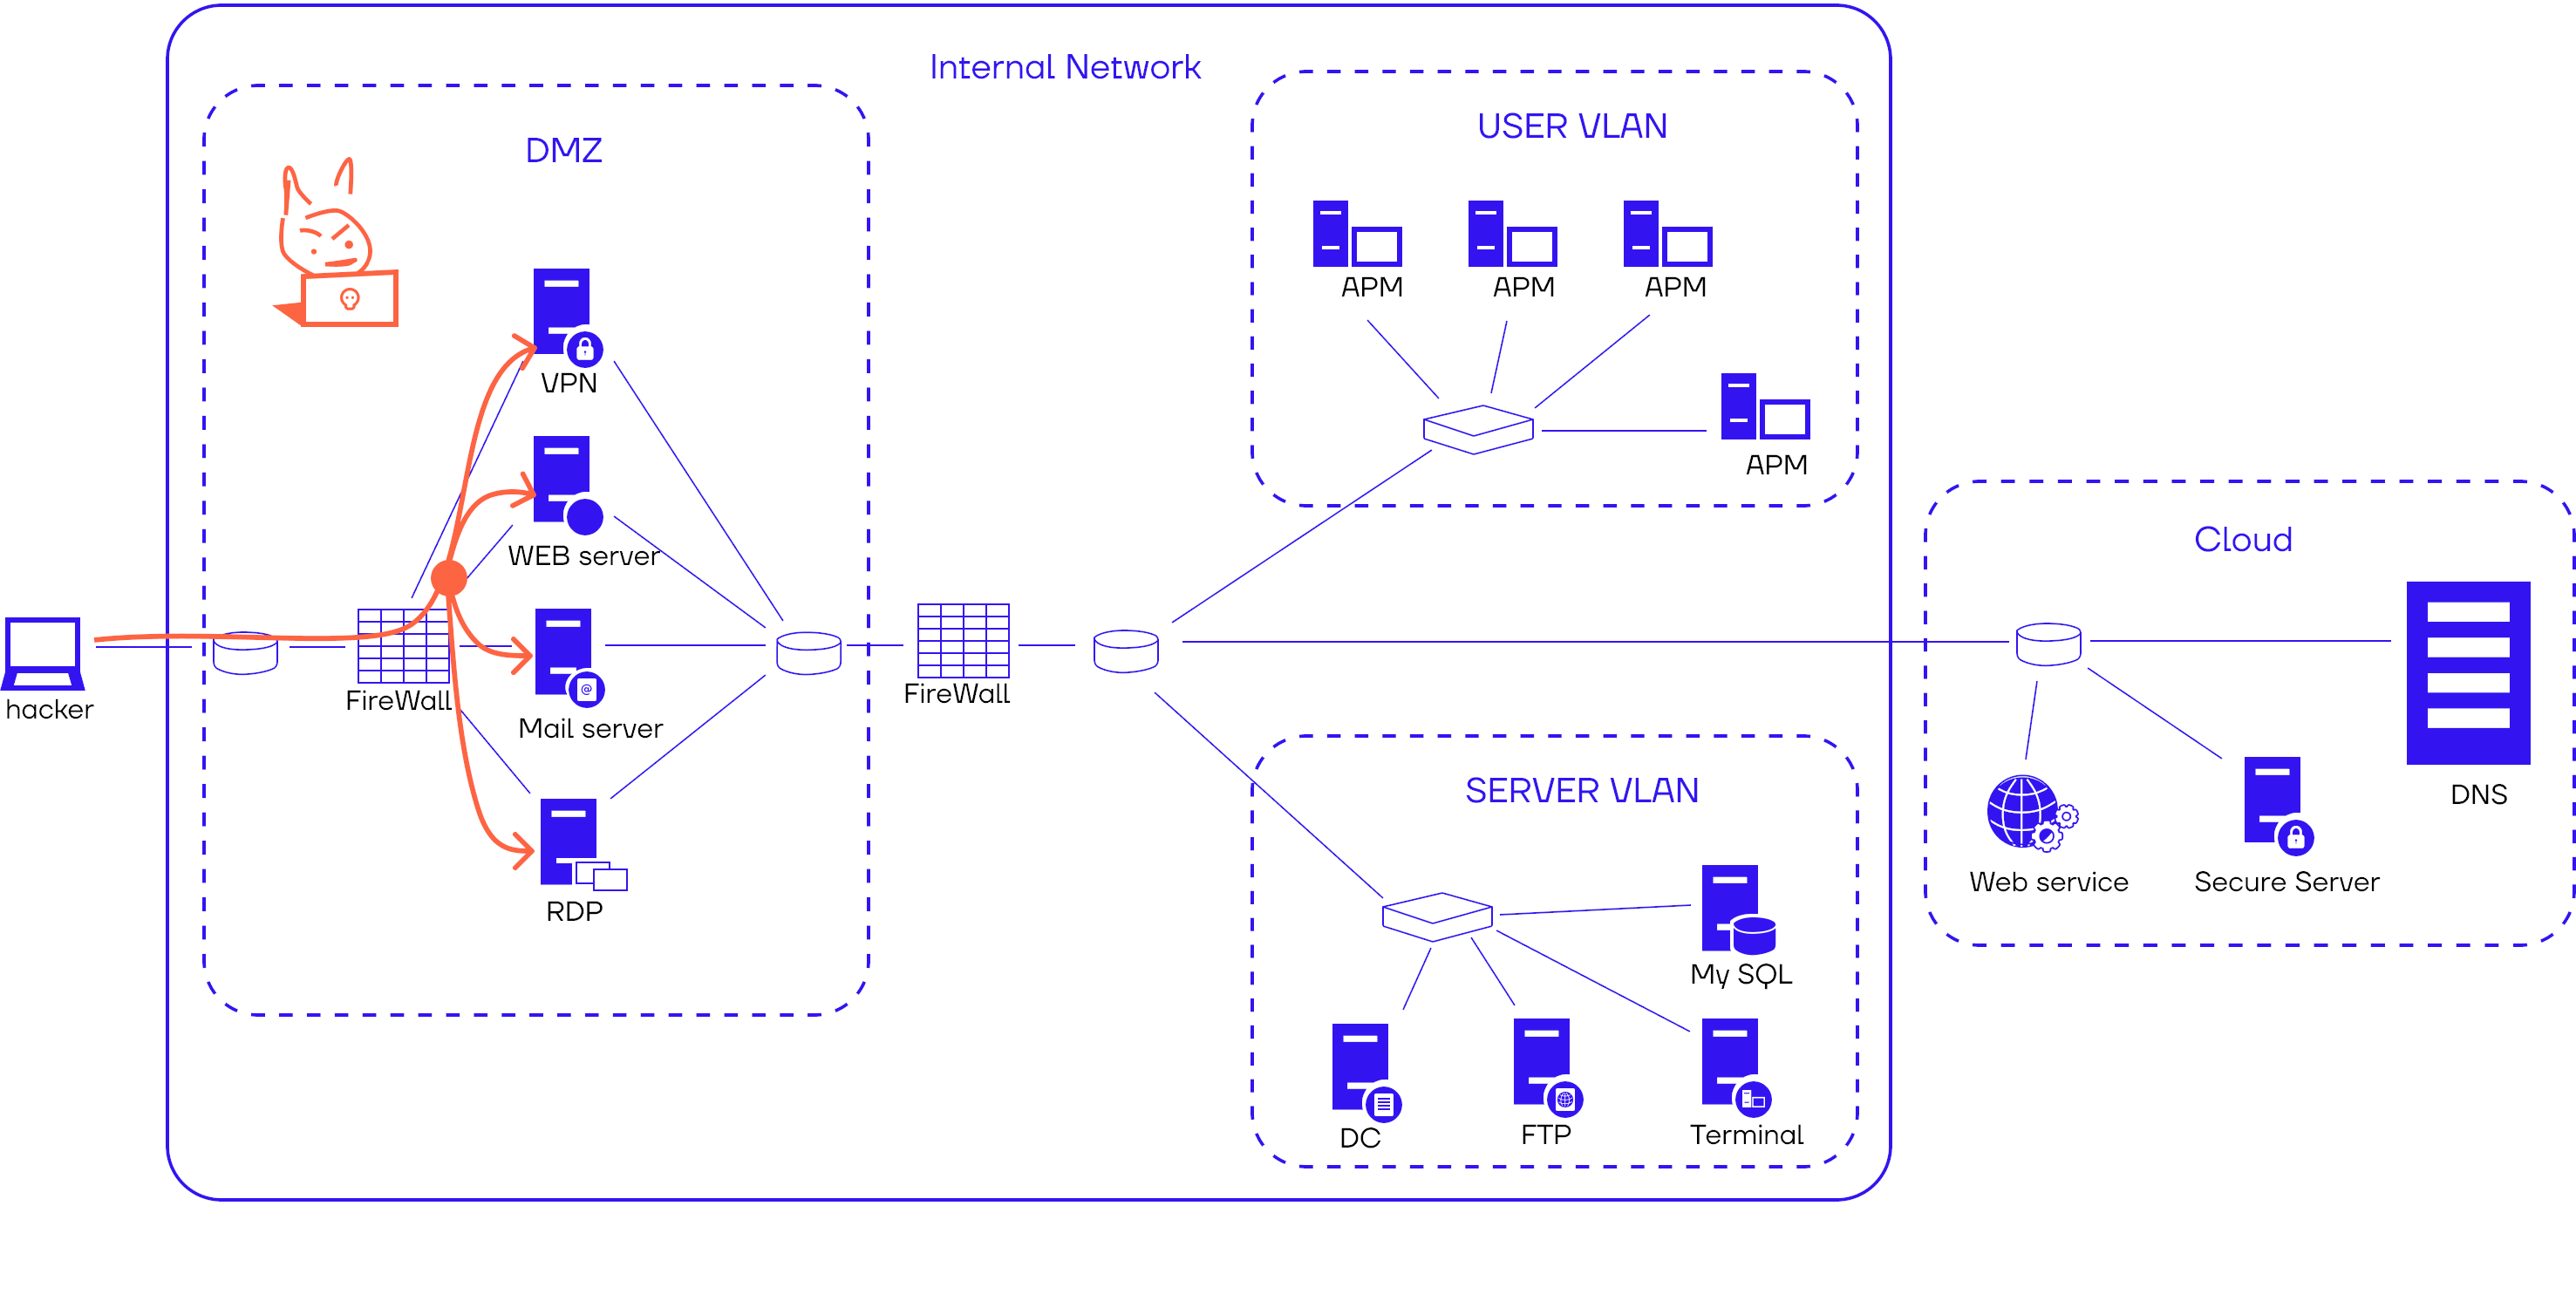 Internal Network
DMZ
USER VLAN
VPN
APM
APM
APM
APM
WEB server
Cloud
hacker
FireWall
FireWall
Mail server
@
RDP
SERVER VLAN
My SQL
DC
FTP
Terminal
DNS
Web service
Secure Server